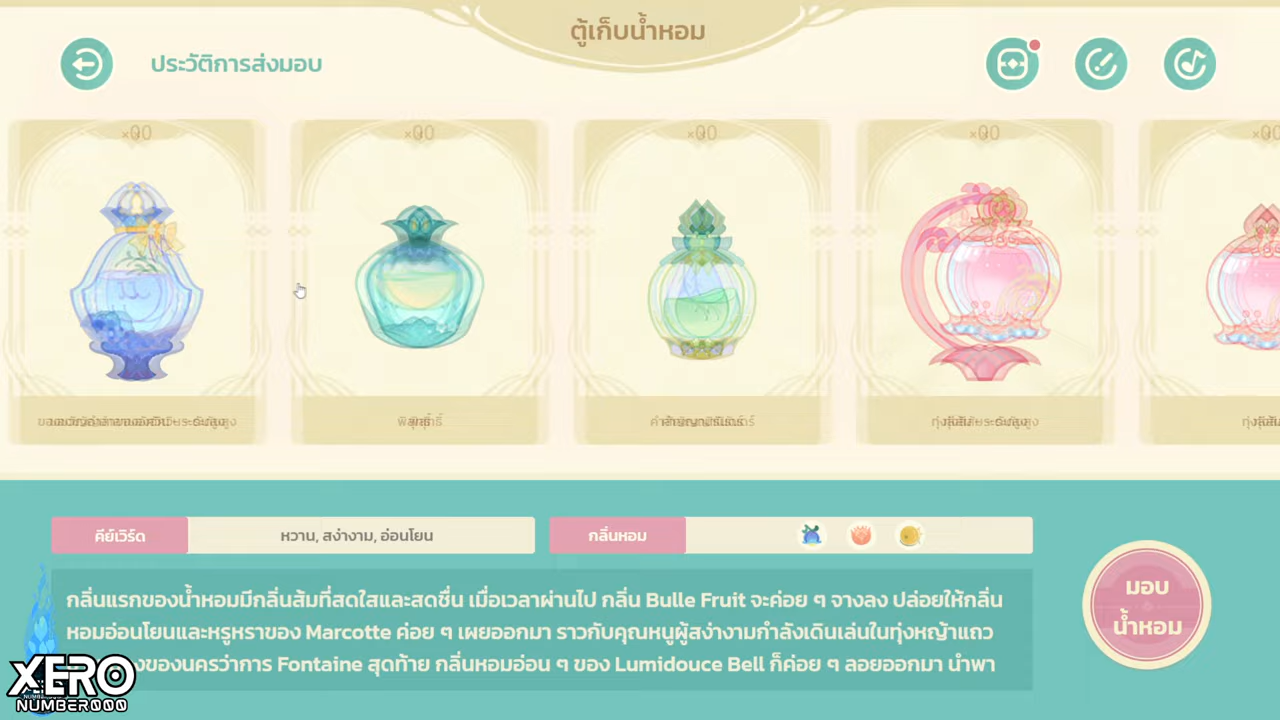 ตู้เก็บน้ำหอม
ประวัติการส่งมอบ
คีย์เวิร์ด
หวาน, สง่างาม, อ่อนโยน
กลิ่นหอม
กลิ่นแรกของน้ำหอมมีกลิ่นส้มที่สดใสและสดชื่น เมื่อเวลาผ่านไป กลิ่น Bulle Fruit จะค่อย ๆ จางลง ปล่อยให้กลิ่น
หอมอ่อนโยนและหรูหราของ Marcotte ค่อย ๆ เผยออกมา ราวกับคุณหนูผู้สง่างามกำลังเดินเล่นในทุ่งหญ้าแถว
ของนครว่าการ Fontaine สุดท้าย กลิ่นหอมอ่อน ๆ ของ Lumidouce Bell ก็ค่อย ๆ ลอยออกมา นำพา
มอบ
น้ำหอม
XERO
NUMBER000